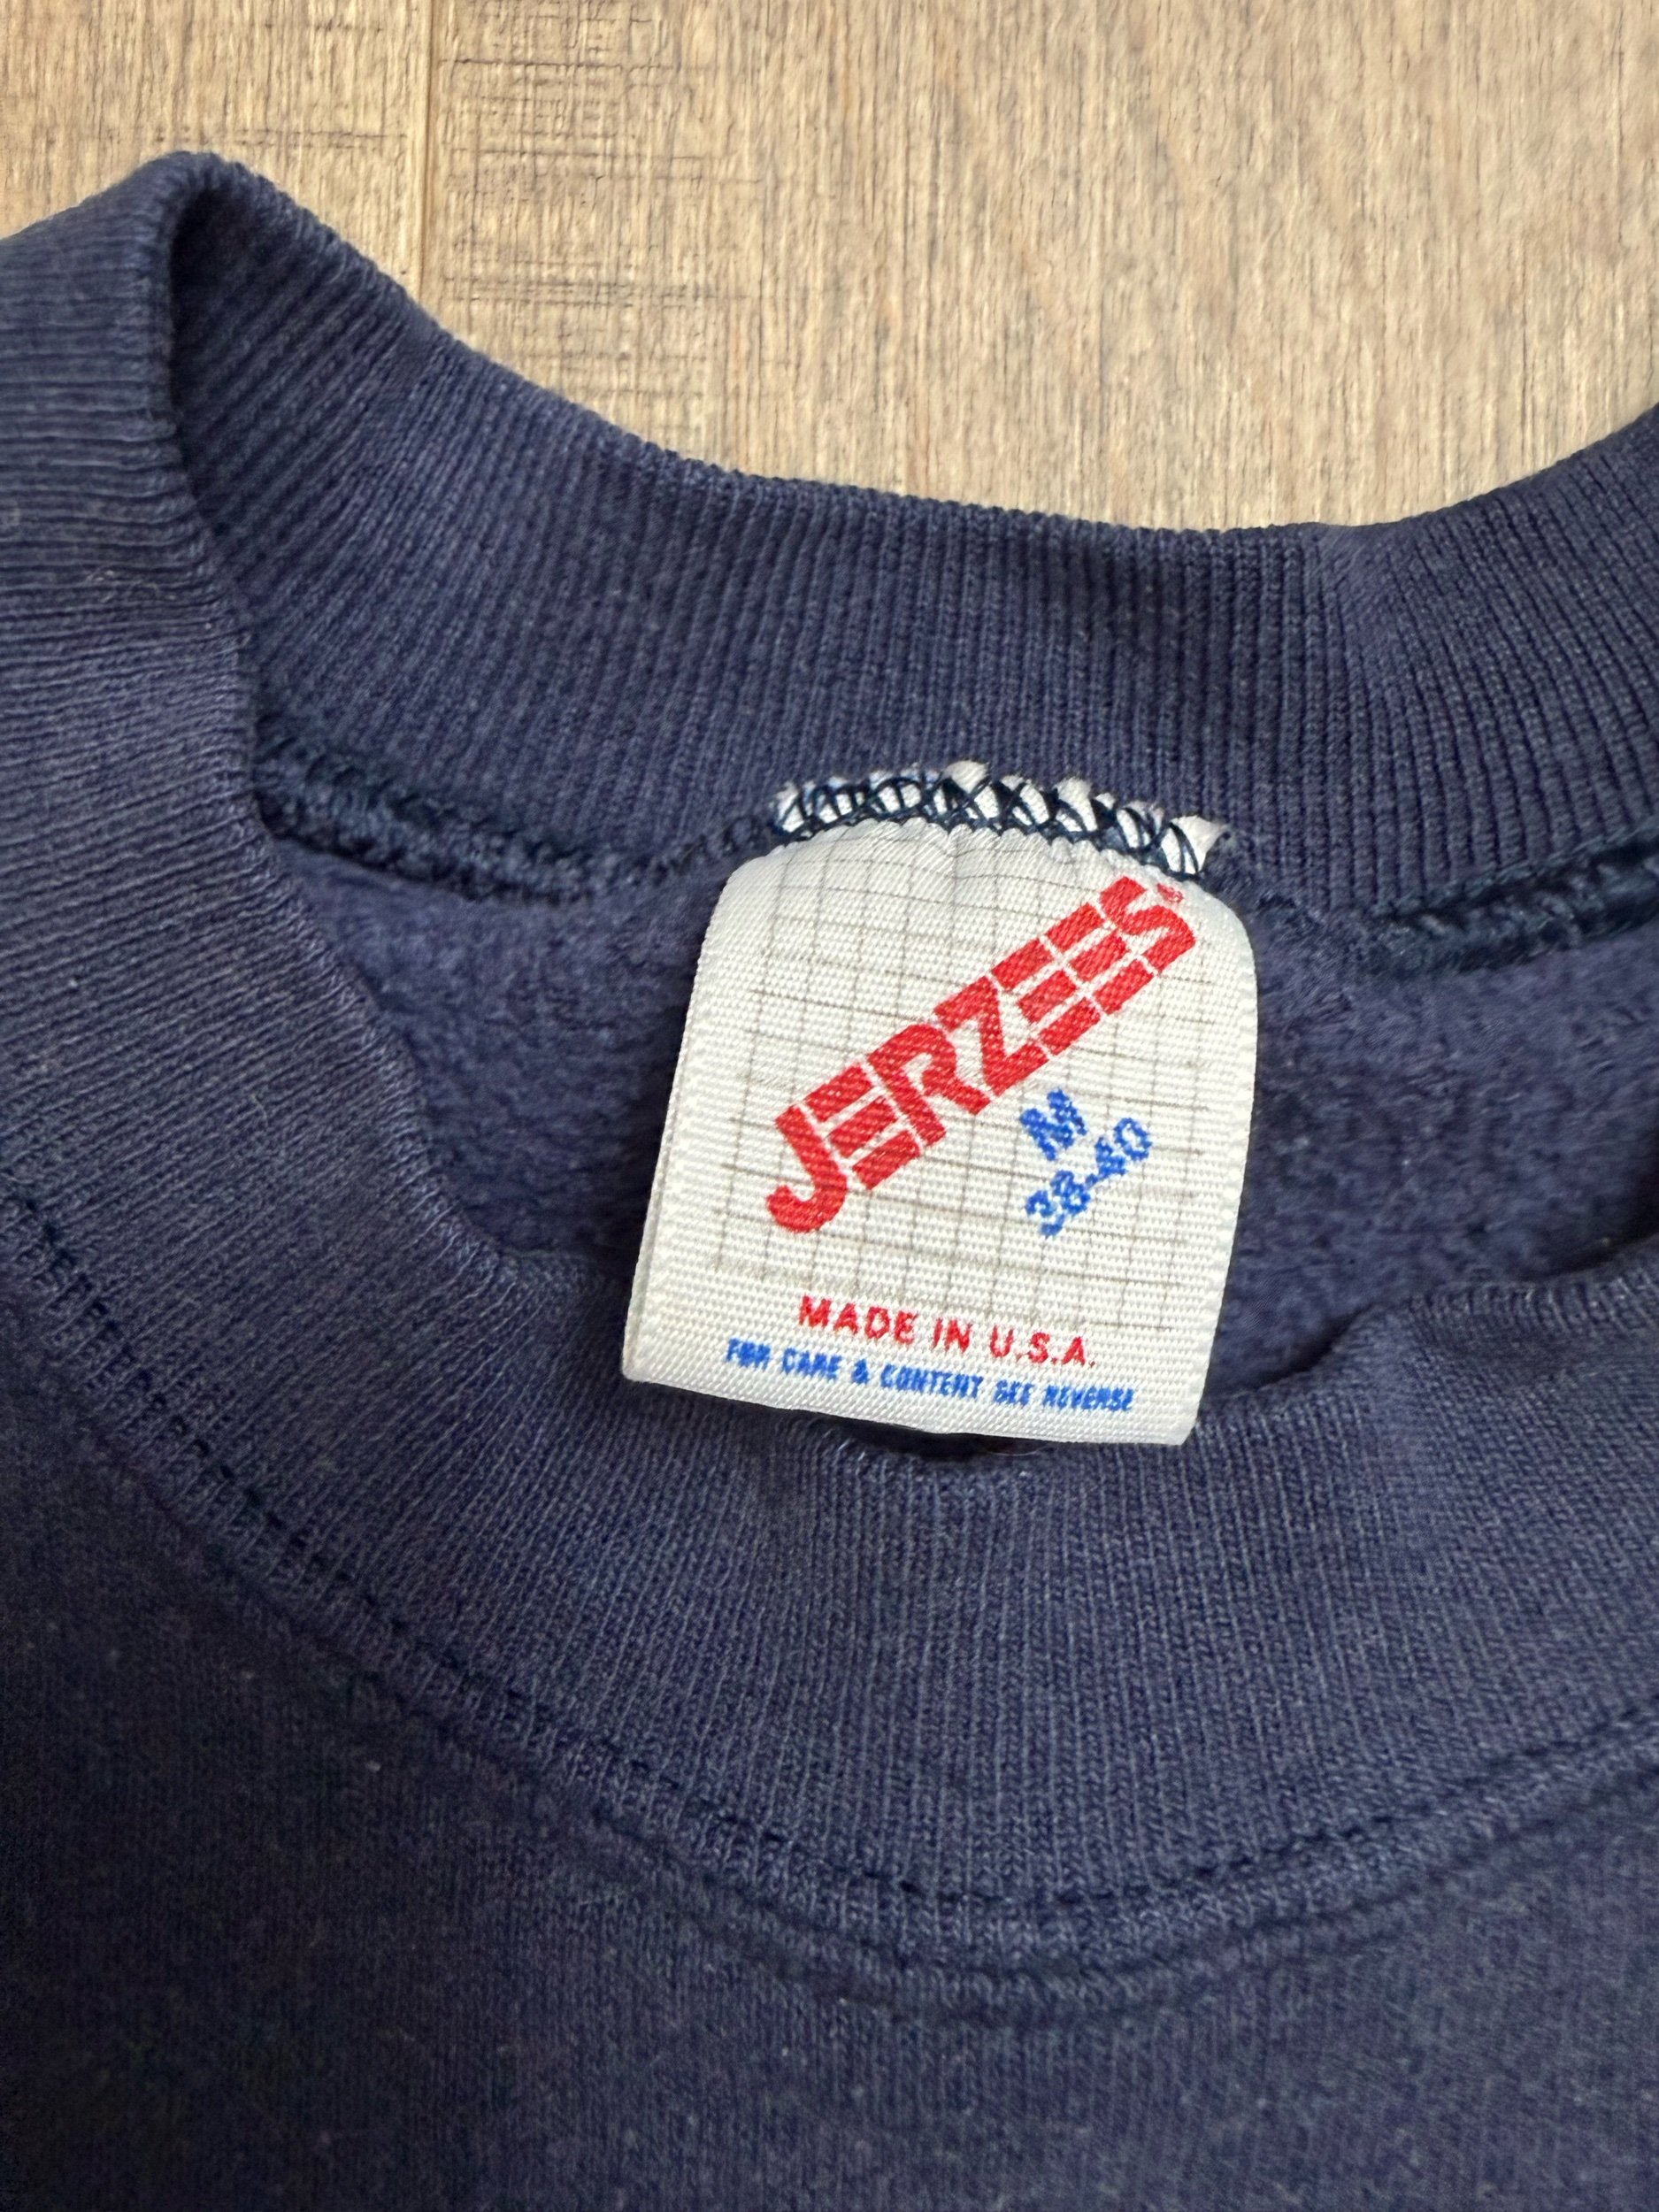 JERZEES®
M
38-40
MADE IN U.S.A.
FOR CARE & CONTENT SEE REVERSE